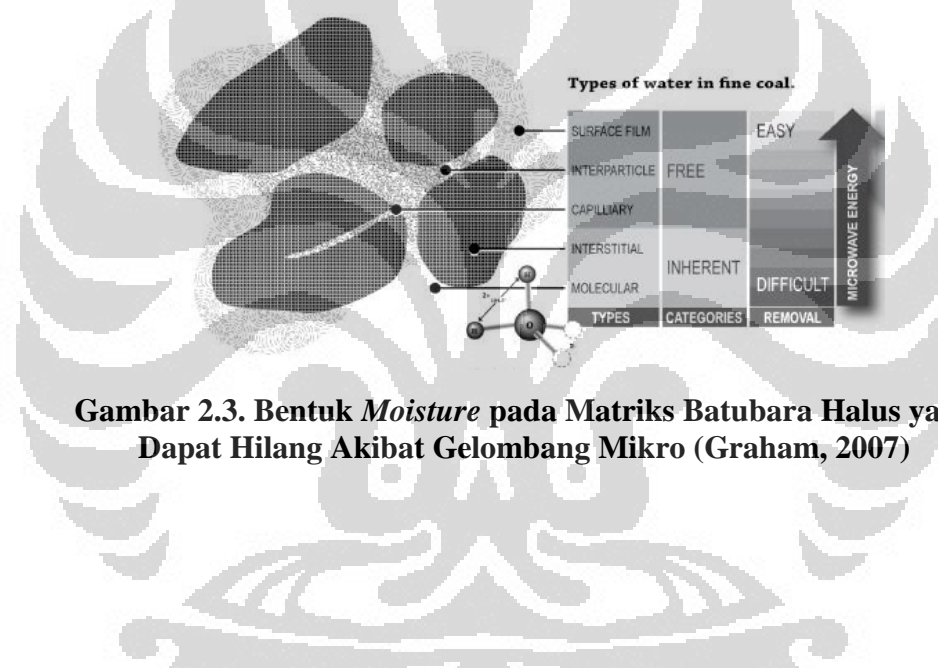 Types of water in fine coal.
SURFACE FILM
EASY
INTERPARTICLE
FREE
CAPILLIARY
INTERSTITIAL
INHERENT
MOLECULAR
DIFFICULT
TYPES
CATEGORIES
REMOVAL
MICROWAVE ENERGY
O
Gambar 2.3. Bentuk Moisture pada Matriks Batubara Halus ya
Dapat Hilang Akibat Gelombang Mikro (Graham, 2007)